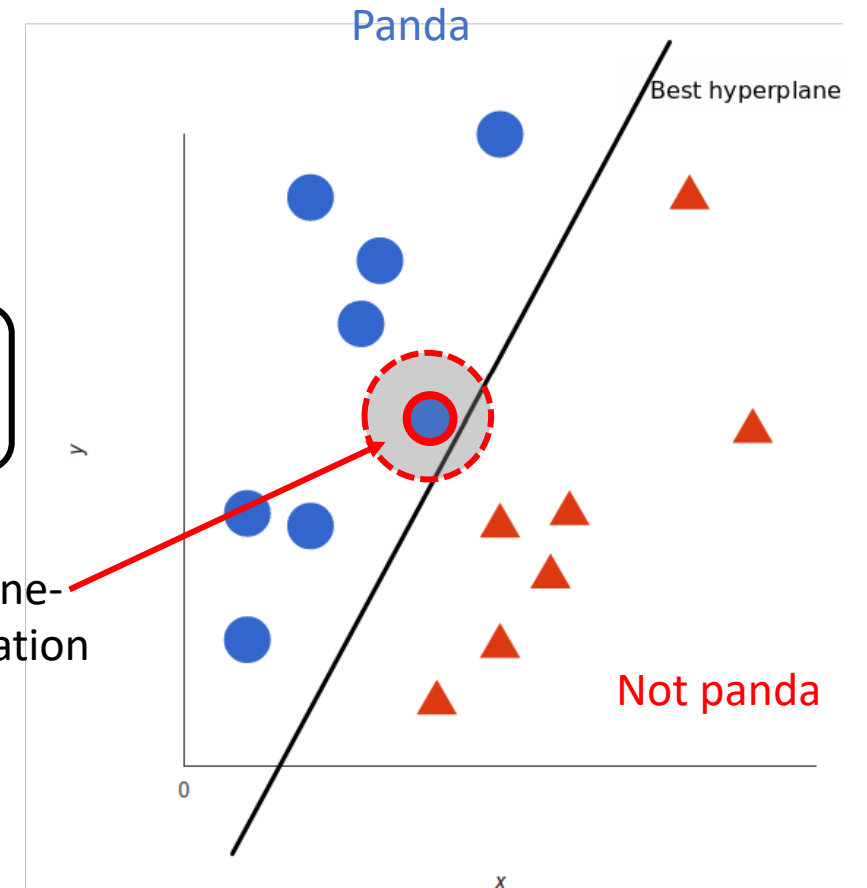 Panda
Best hyperplane
y
ne-
ation
Not panda
0
x